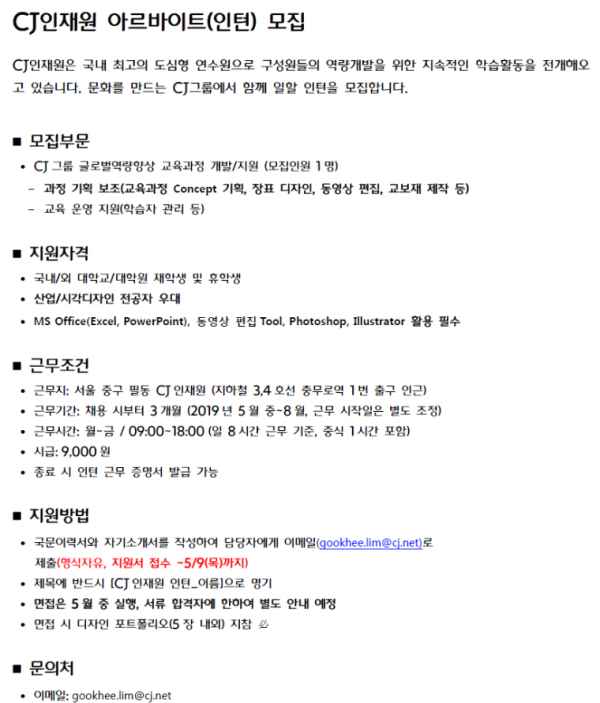 CJ인재원 아르바이트(인턴) 모집
CJ인재원은 국내 최고의 도심형 연수원으로 구성원들의 역량개발을 위한 지속적인 학습활동을 전개해오
고 있습니다. 문화를 만드는 CJ그룹에서 함께 일할 인턴을 모집합니다.
■ 모집부문
• CJ 그룹 글로벌역량향상 교육과정 개발/지원 (모집인원 1명)
– 과정 기획 보조(교육과정 Concept 기획, 장표 디자인, 동영상 편집, 교보재 제작 등)
– 교육 운영 지원(학습자 관리 등)
■ 지원자격
• 국내/외 대학교/대학원 재학생 및 휴학생
• 산업/시각디자인 전공자 우대
• MS Office(Excel, PowerPoint), 동영상 편집 Tool, Photoshop, Illustrator 활용 필수
■ 근무조건
• 근무지: 서울 중구 필동 CJ 인재원 (지하철 3,4 호선 충무로역 1번 출구 인근)
• 근무기간: 채용 시부터 3개월 (2019년 5월 중~8월, 근무 시작일은 별도 조정)
• 근무시간: 월~금 / 09:00~18:00 (일 8시간 근무 기준, 중식 1시간 포함)
• 시급: 9,000원
• 종료 시 인턴 근무 증명서 발급 가능
■ 지원방법
• 국문이력서와 자기소개서를 작성하여 담당자에게 이메일(gookhee.lim@cj.net)로
제출(형식자유, 지원서 접수 ~5/9(목)까지)
• 제목에 반드시 [CJ 인재원 인턴_이름]으로 명기
• 면접은 5월 중 실행, 서류 합격자에 한하여 별도 안내 예정
• 면접 시 디자인 포트폴리오(5장 내외) 지참
■ 문의처
• 이메일: gookhee.lim@cj.net